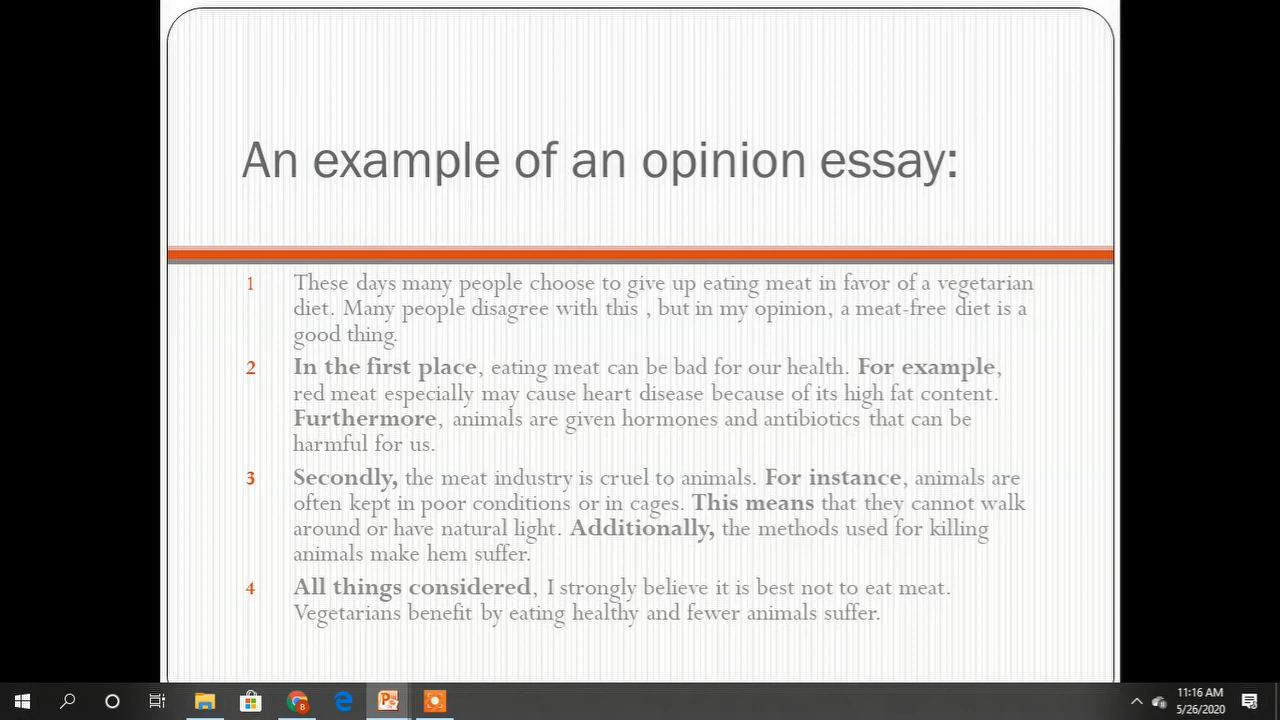 An example of an opinion essay:
1 These days many people choose to give up eating meat in favor of a vegetarian
diet. Many people disagree with this , but in my opinion, a meat-free diet is a
good thing.
2 In the first place, eating meat can be bad for our health. For example,
red meat especially may cause heart disease because of its high fat content.
Furthermore, animals are given hormones and antibiotics that can be
harmful for us.
3 Secondly, the meat industry is cruel to animals. For instance, animals are
often kept in poor conditions or in cages. This means that they cannot walk
around or have natural light. Additionally, the methods used for killing
animals make hem suffer.
4 All things considered, I strongly believe it is best not to eat meat.
Vegetarians benefit by eating healthy and fewer animals suffer.
11:16 AM
5/26/2020